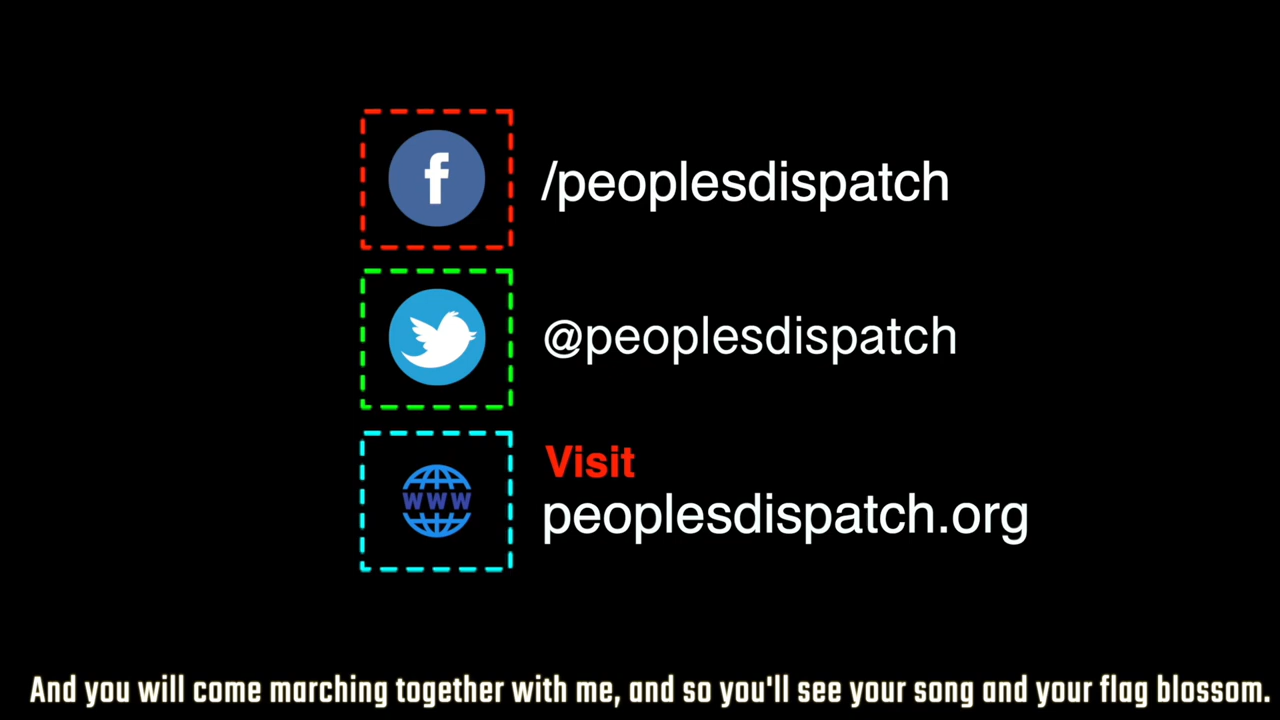 f
/peoplesdispatch
@peoplesdispatch
Visit
www
peoplesdispatch.org
And you will come marching together with me, and so you'll see your song and your flag blossom.